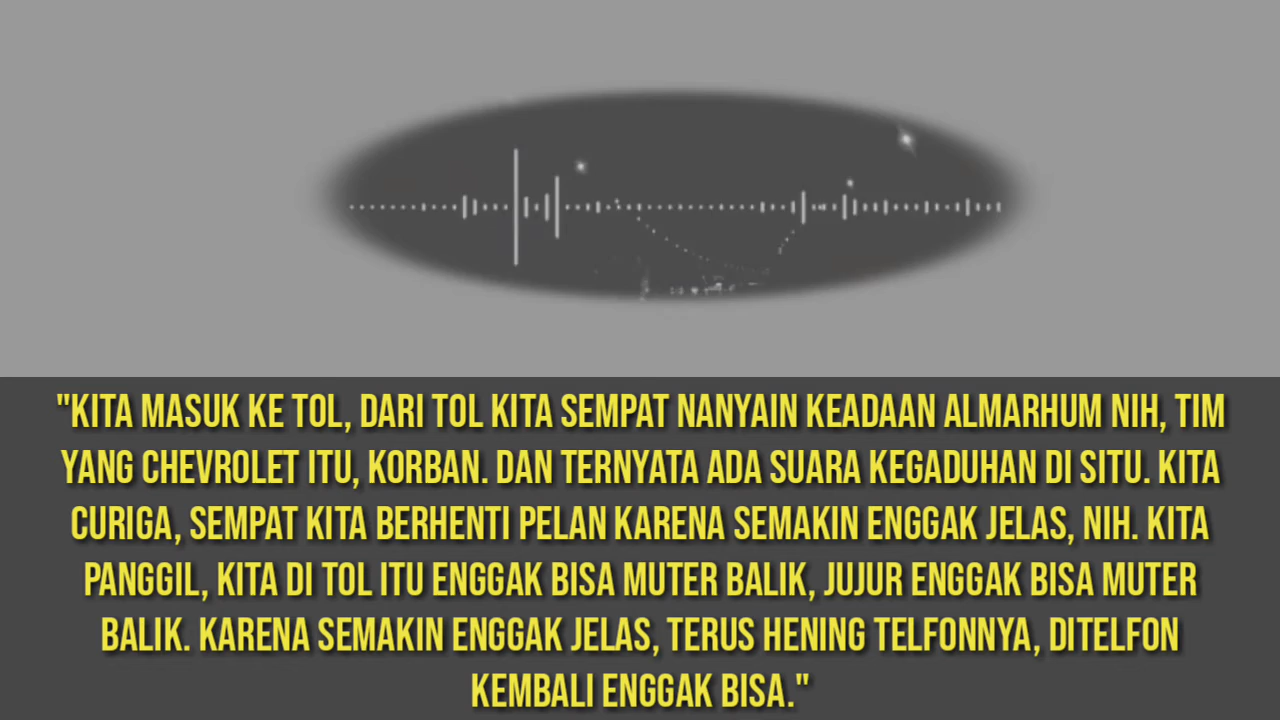 "KITA MASUK KE TOL, DARI TOL KITA SEMPAT NANYAIN KEADAAN ALMARHUM NIH, TIM
YANG CHEVROLET ITU, KORBAN. DAN TERNYATA ADA SUARA KEGADUHAN DI SITU. KITA
CURIGA, SEMPAT KITA BERHENTI PELAN KARENA SEMAKIN ENGGAK JELAS, NIH. KITA
PANGGIL, KITA DI TOL ITU ENGGAK BISA MUTER BALIK, JUJUR ENGGAK BISA MUTER
BALIK. KARENA SEMAKIN ENGGAK JELAS, TERUS HENING TELFONNYA, DITELFON
KEMBALI ENGGAK BISA."